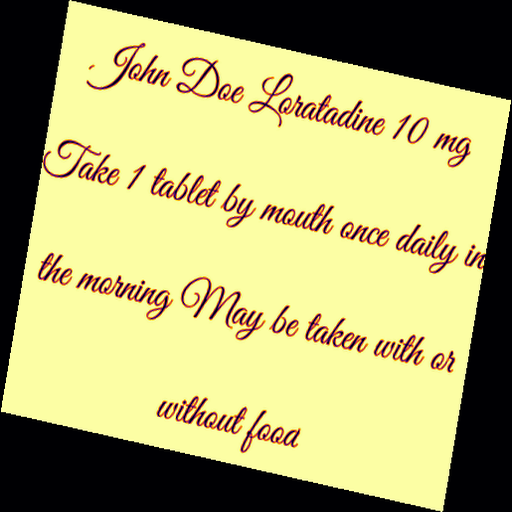 John Doe Loratadine 10 mg
Take 1 tablet by mouth once daily in
the morning May be taken with or
without food